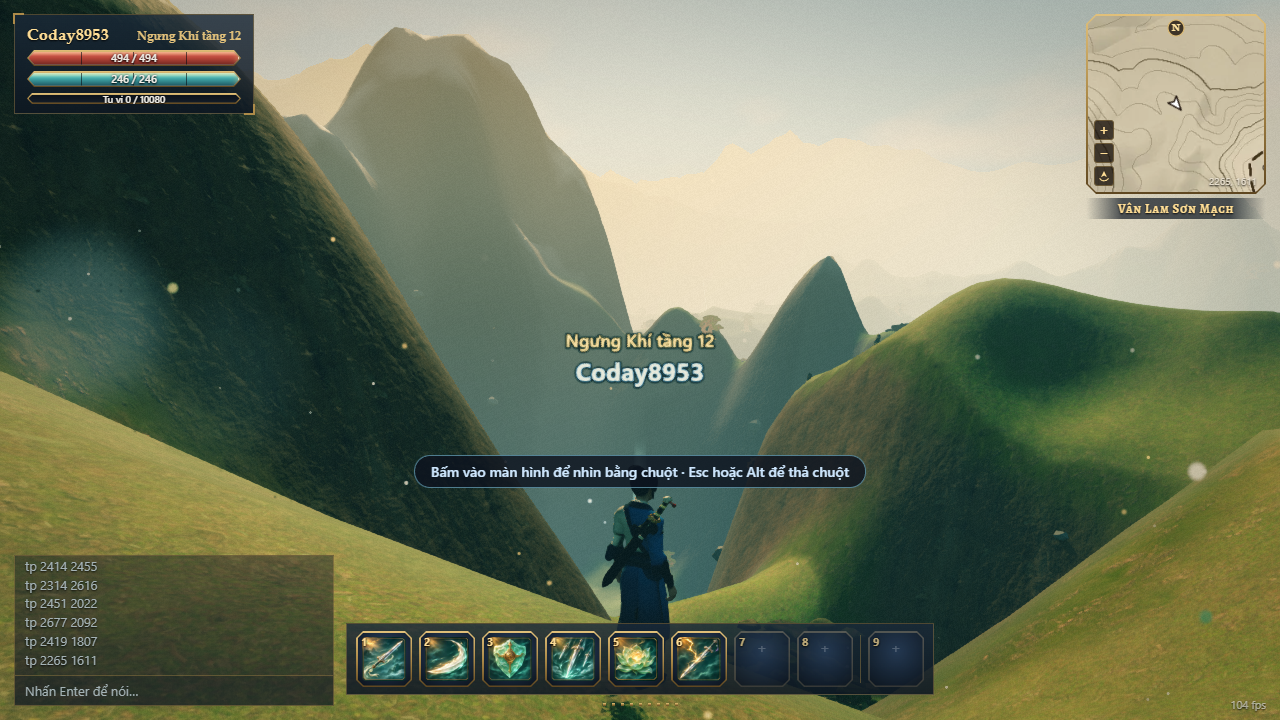 Coday8953 Ngưng Khí tầng 12
494 / 494
246 / 246
Tu vi 0 / 10080
N
+
−
Vân Lam Sơn Mạch
Ngưng Khí tầng 12
Coday8953
Bấm vào màn hình để nhìn bằng chuột · Esc hoặc Alt để thả chuột
tp 2414 2455
tp 2314 2616
tp 2451 2022
tp 2677 2092
tp 2419 1807
tp 2265 1611
Nhấn Enter để nói...
1 2 3 4 5 6 7 8 9
+ + +
104 fps